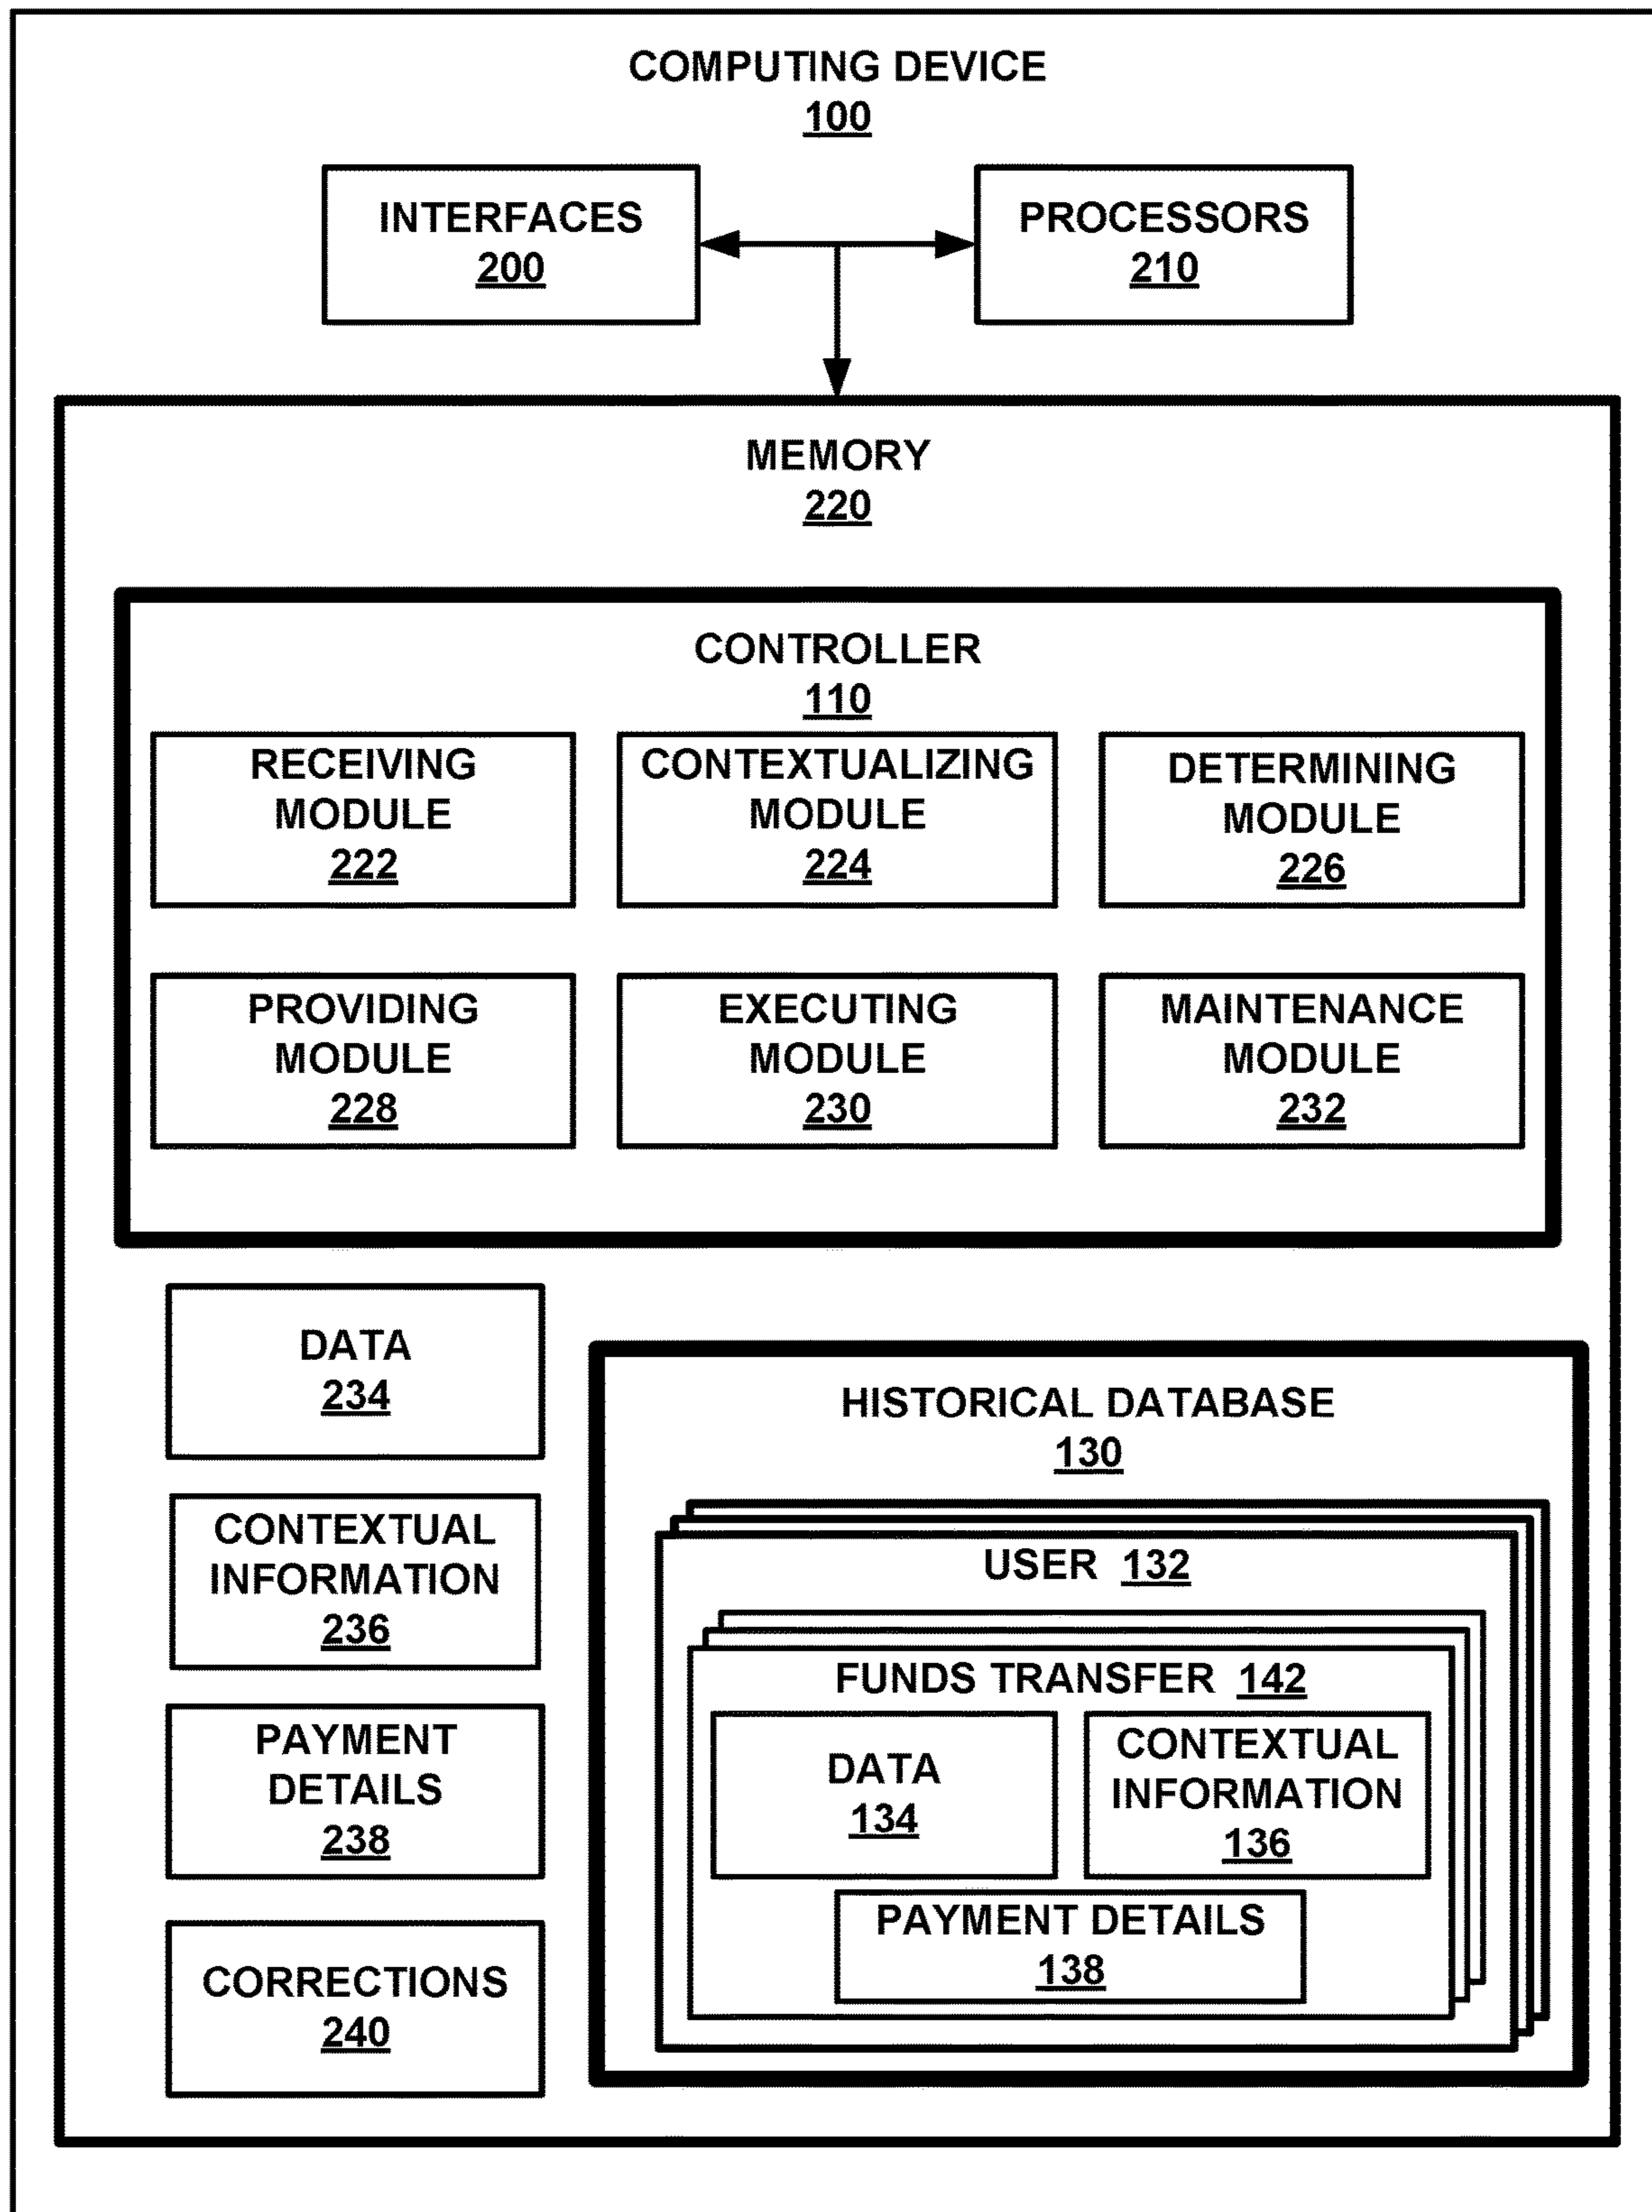 COMPUTING DEVICE
100
INTERFACES
200
PROCESSORS
210
MEMORY
220
CONTROLLER
110
RECEIVING
MODULE
222
CONTEXTUALIZING
MODULE
224
DETERMINING
MODULE
226
PROVIDING
MODULE
228
EXECUTING
MODULE
230
MAINTENANCE
MODULE
232
DATA
234
CONTEXTUAL
INFORMATION
236
PAYMENT
DETAILS
238
CORRECTIONS
240
HISTORICAL DATABASE
130
USER 132
FUNDS TRANSFER 142
DATA
134
CONTEXTUAL
INFORMATION
136
PAYMENT DETAILS
138